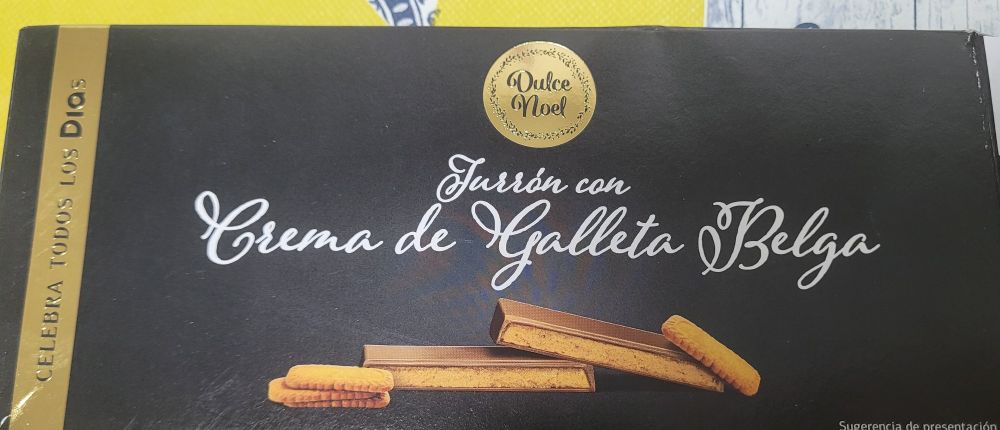 CELEBRA TODOS LOS Dias
Dulce
Noel
Turrón con
Crema de Galleta Belga
Sugerencia de presentación